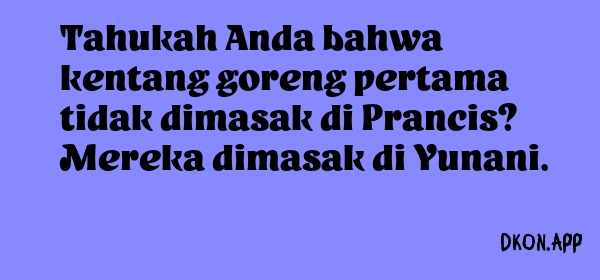 Tahukah Anda bahwa
kentang goreng pertama
tidak dimasak di Prancis?
Mereka dimasak di Yunani.
DKON.APP